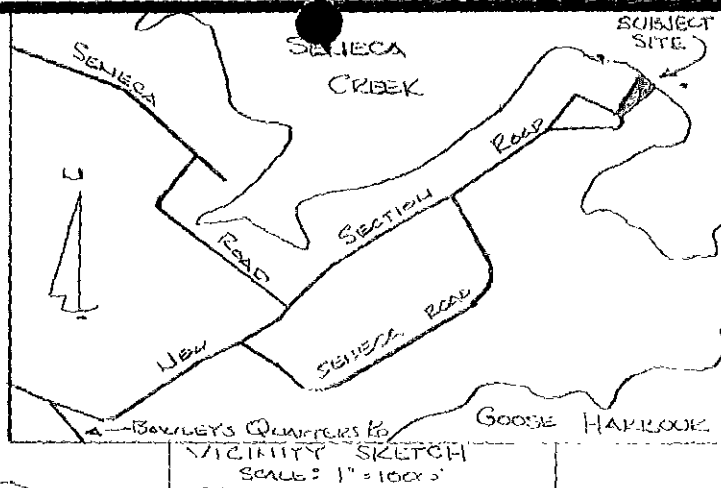 SUBJECT
SITE
SENECA
CREEK
SENECA
ROAD
NEW
SECTION
ROAD
SENECA ROAD
N
BOWLEYS QUARTERS RD
GOOSE HARBOUR
VICINITY SKETCH
SCALE: 1" = 1000'